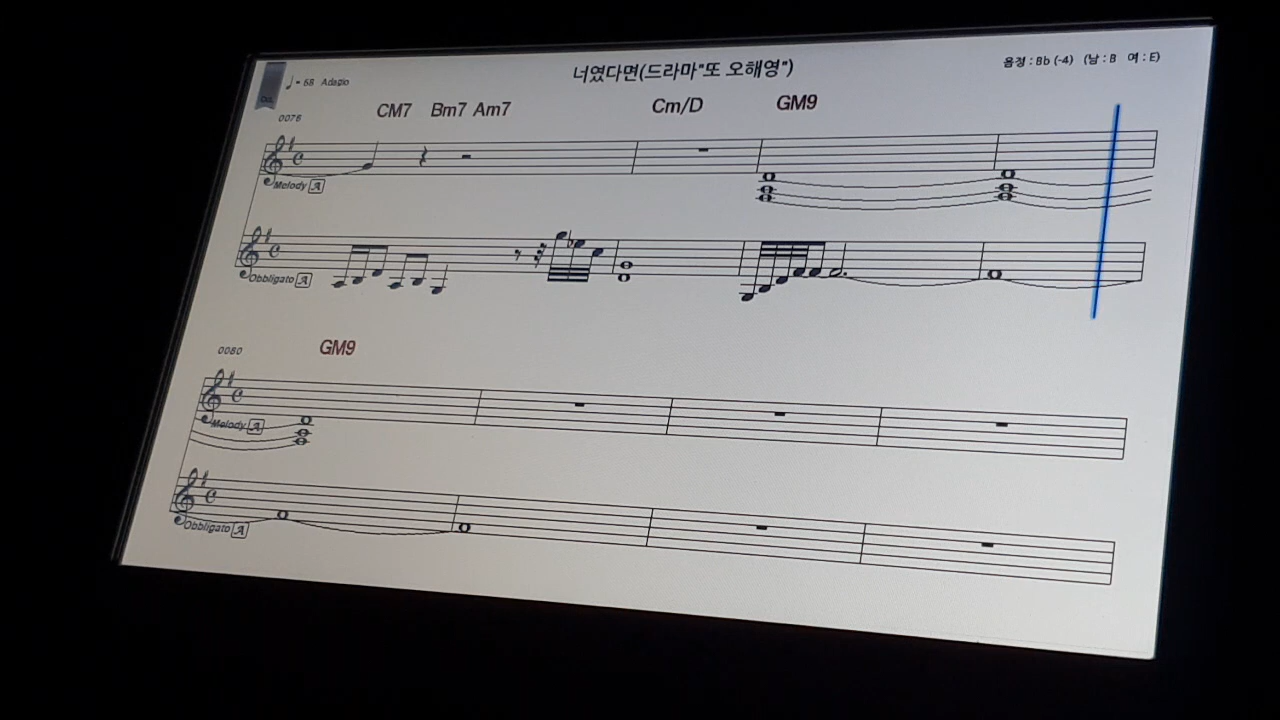 ♩= 68 Adagio
너였다면(드라마"또 오해영")
음정 : Bb (-4) (남 : B 여 : E)
0076
CM7 Bm7 Am7 Cm/D GM9
Melody A
Obbligato A
0080
GM9
Melody A
Obbligato A